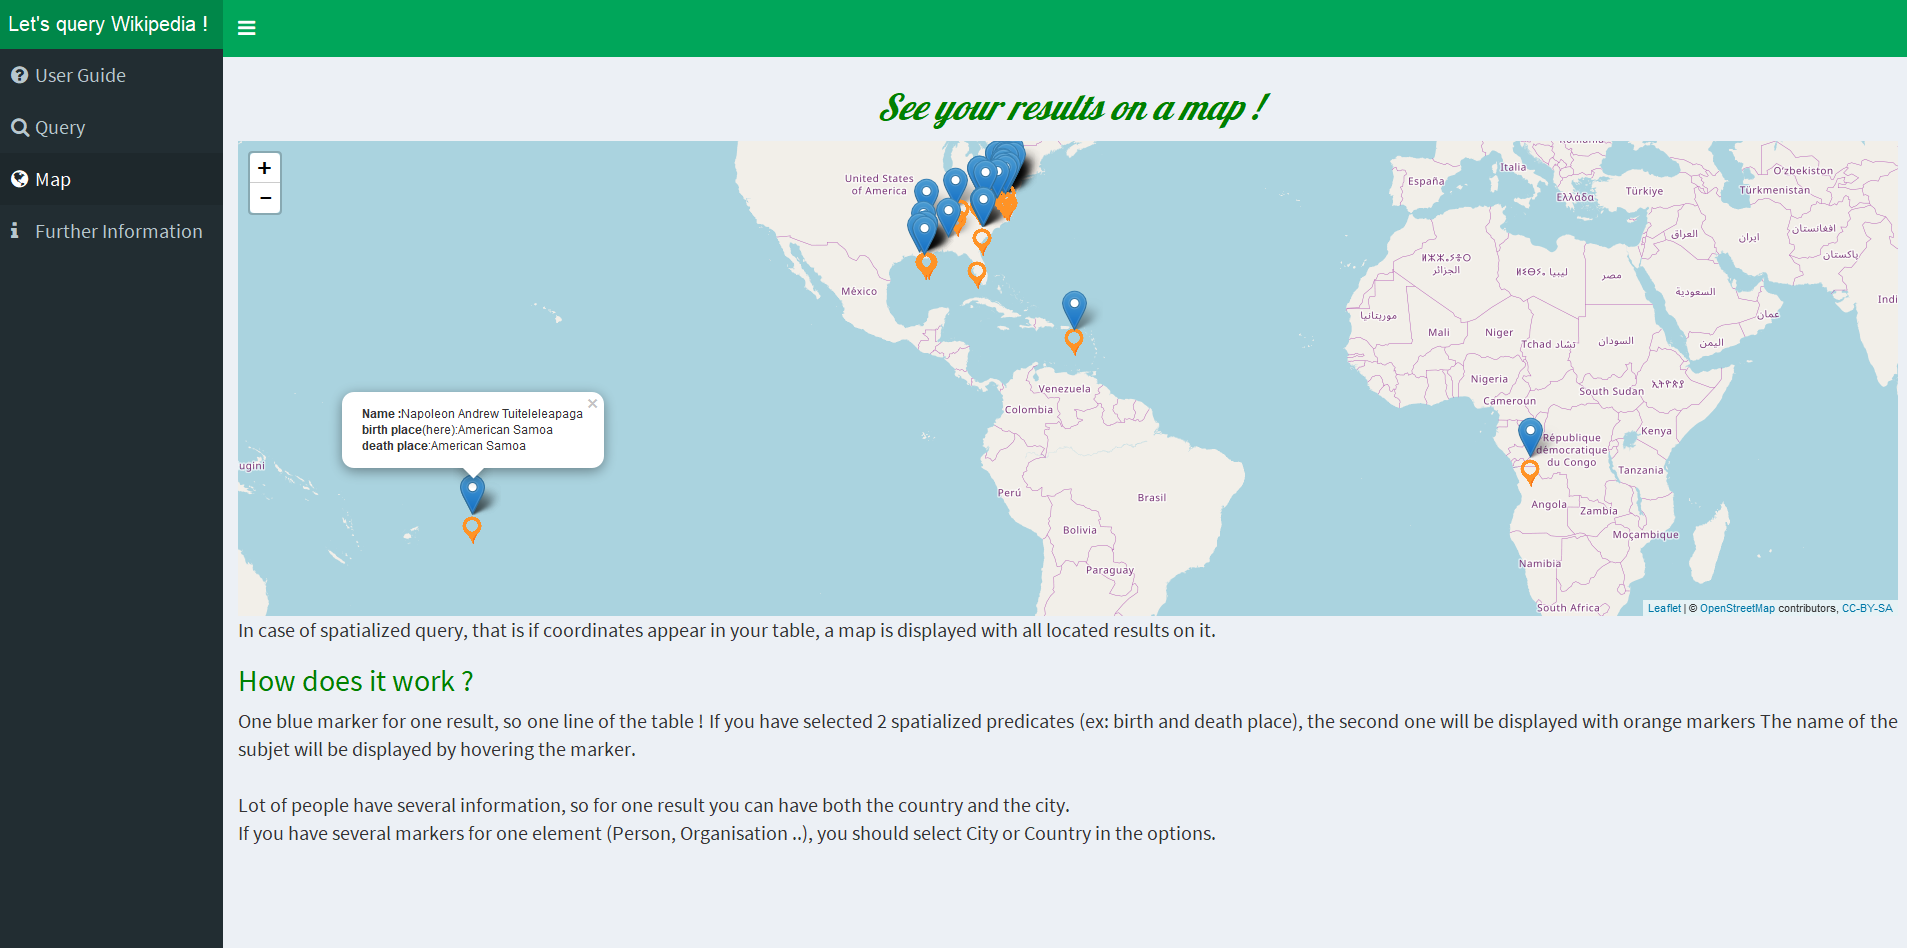 Let's query Wikipedia !
User Guide
Query
Map
Further Information
See your results on a map !
+
−
United States
of America
México
Venezuela
Colombia
Perú
Brasil
Bolivia
Paraguay
ugini
España
Italia
Ελλάδα
Türkiye
Oʻzbekiston
Türkmenistan
افغانستان
ایران
العراق
پاکستان
ⵍⵣⵣⴰⵢⴻⵔ
الجزائر
ليبيا
مصر
السعودية
عمان
Indi
موريتانيا
Mali
Niger
Tchad تشاد
السودان
اليمن
Nigeria
South Sudan
ኢትዮጵያ
Cameroun
Kenya
République
démocratique
du Congo
Tanzania
Angola
Zambia
Moçambique
Namibia
South Africa
Name :Napoleon Andrew Tuiteleleapaga
birth place(here):American Samoa
death place:American Samoa
×
Leaflet | © OpenStreetMap contributors, CC-BY-SA
In case of spatialized query, that is if coordinates appear in your table, a map is displayed with all located results on it.
How does it work ?
One blue marker for one result, so one line of the table ! If you have selected 2 spatialized predicates (ex: birth and death place), the second one will be displayed with orange markers The name of the
subjet will be displayed by hovering the marker.
Lot of people have several information, so for one result you can have both the country and the city.
If you have several markers for one element (Person, Organisation ..), you should select City or Country in the options.